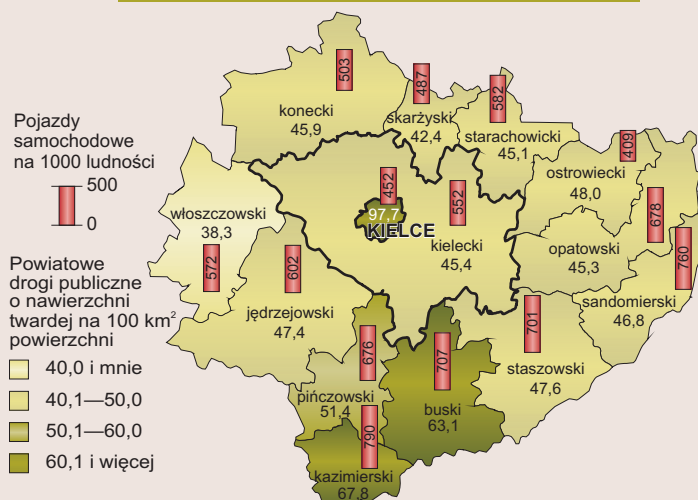 Pojazdy
samochodowe
na 1000 ludności
500
0
Powiatowe
drogi publiczne
o nawierzchni
twardej na 100 km²
powierzchni
40,0 i mnie
40,1—50,0
50,1—60,0
60,1 i więcej
503
konecki
45,9
487
skarżyski
42,4
582
starachowicki
45,1
409
ostrowiecki
48,0
włoszczowski
38,3
572
452
97,7
KIELCE
552
kielecki
45,4
678
opatowski
45,3
760
sandomierski
46,8
602
jędrzejowski
47,4
701
staszowski
47,6
676
pińczowski
51,4
707
buski
63,1
790
kazimierski
67,8